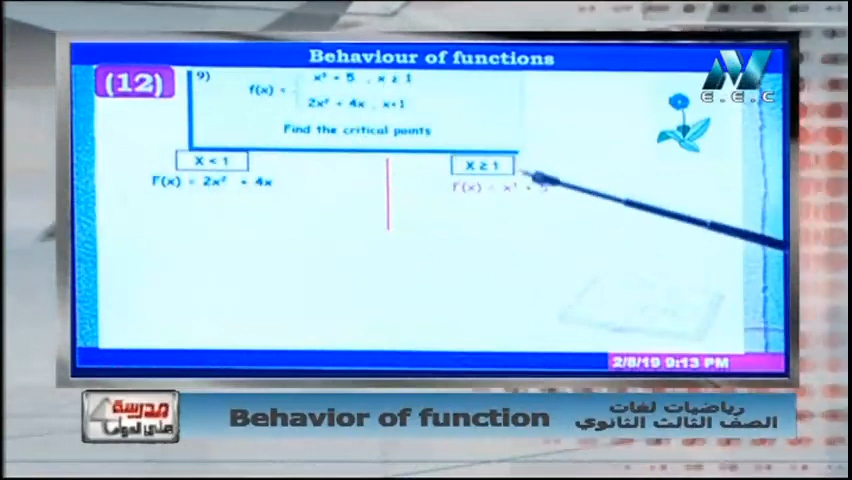 Behaviour of functions
(12)
9)
f(x) =
x³ + 5 , x ≥ 1
2x² + 4x , x<1
Find the critical points
E.E.C
X < 1
X ≥ 1
F(x) = 2x² + 4x
F(x) =
2/8/19 9:13 PM
مدرسة
على الهواء
Behavior of function
رياضيات لغات
الصف الثالث الثانوي